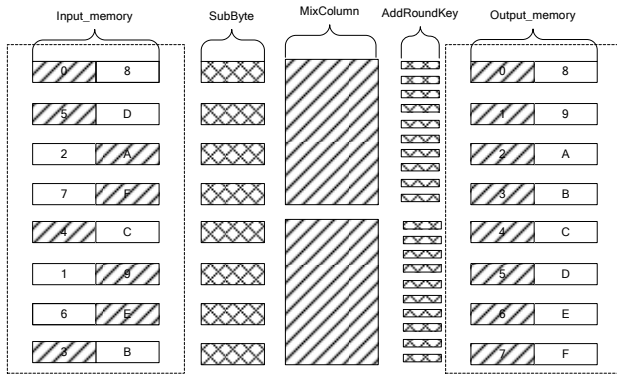 Input_memory SubByte MixColumn AddRoundKey Output_memory
0 8 0 8
5 D 1 9
2 A 2 A
7 F 3 B
4 C 4 C
1 9 5 D
6 E 6 E
3 B 7 F